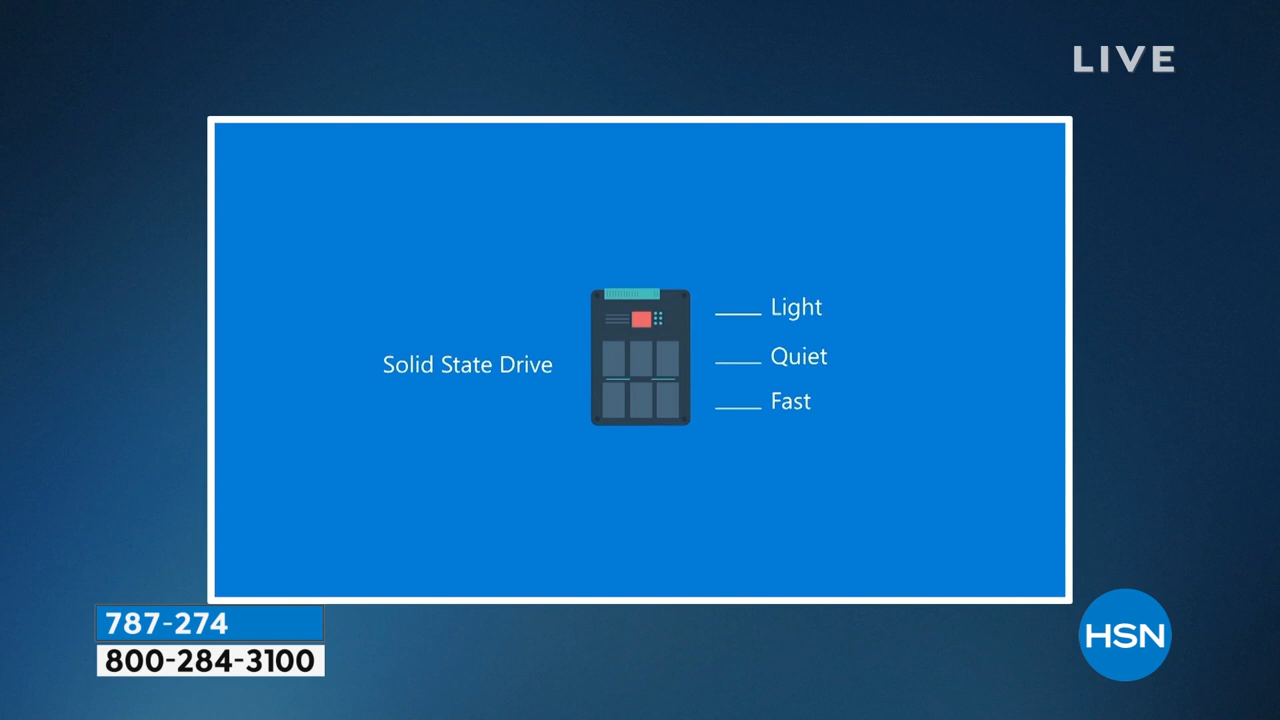 LIVE
Solid State Drive
Light
Quiet
Fast
787-274
800-284-3100
HSN